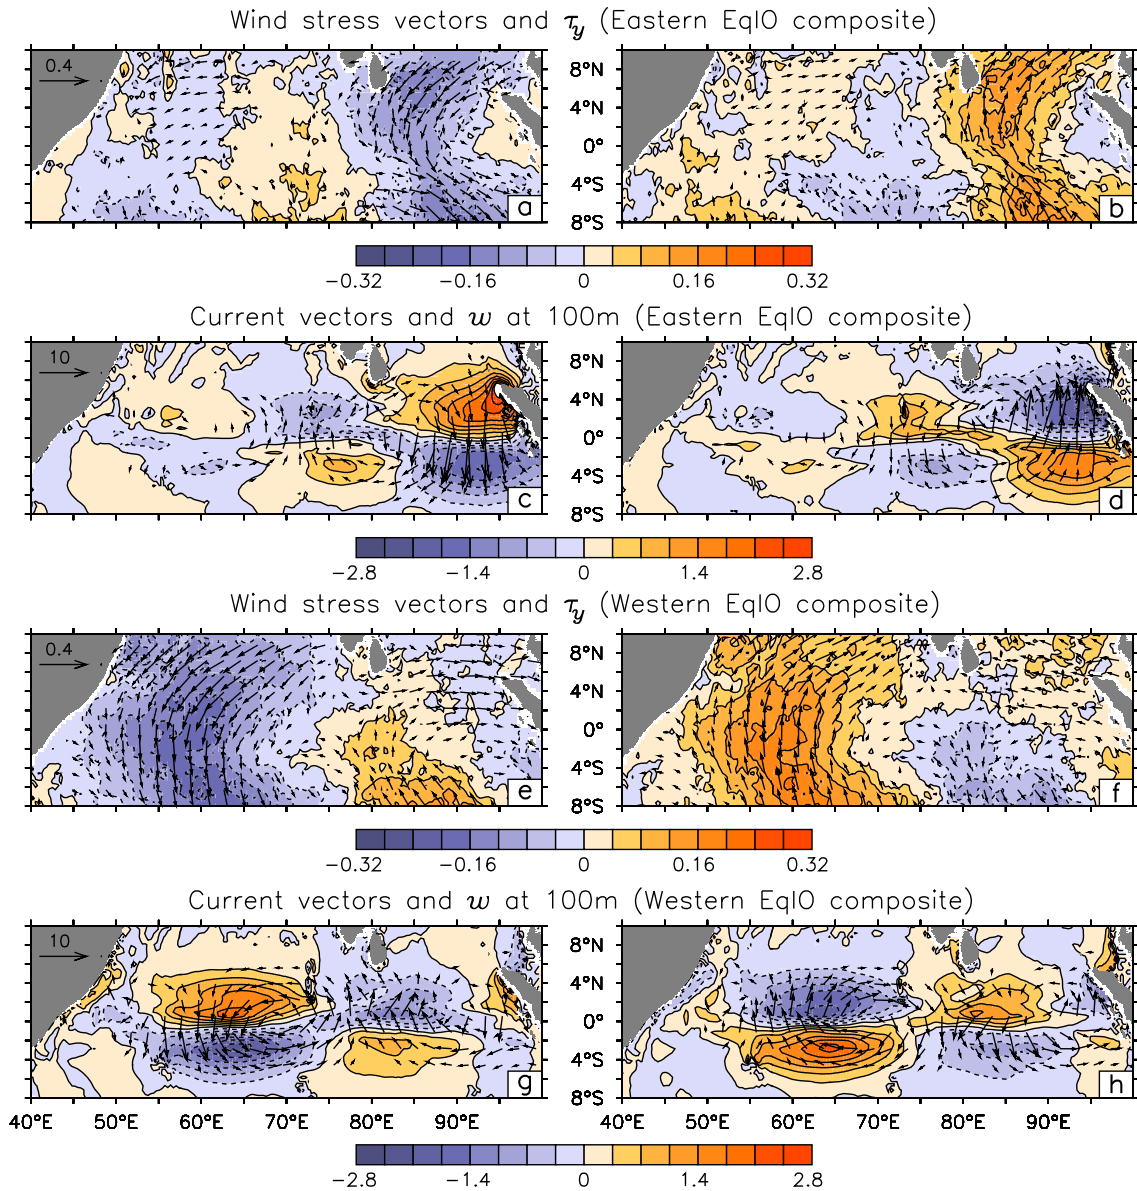 Wind stress vectors and τy (Eastern EqIO composite)
0.4
8°N
4°N
0°
4°S
8°S
a
b
−0.32 −0.16 0 0.16 0.32
Current vectors and w at 100m (Eastern EqIO composite)
10
8°N
4°N
0°
4°S
8°S
c
d
−2.8 −1.4 0 1.4 2.8
Wind stress vectors and τy (Western EqIO composite)
0.4
8°N
4°N
0°
4°S
8°S
e
f
−0.32 −0.16 0 0.16 0.32
Current vectors and w at 100m (Western EqIO composite)
10
8°N
4°N
0°
4°S
8°S
g
h
40°E 50°E 60°E 70°E 80°E 90°E 40°E 50°E 60°E 70°E 80°E 90°E
−2.8 −1.4 0 1.4 2.8